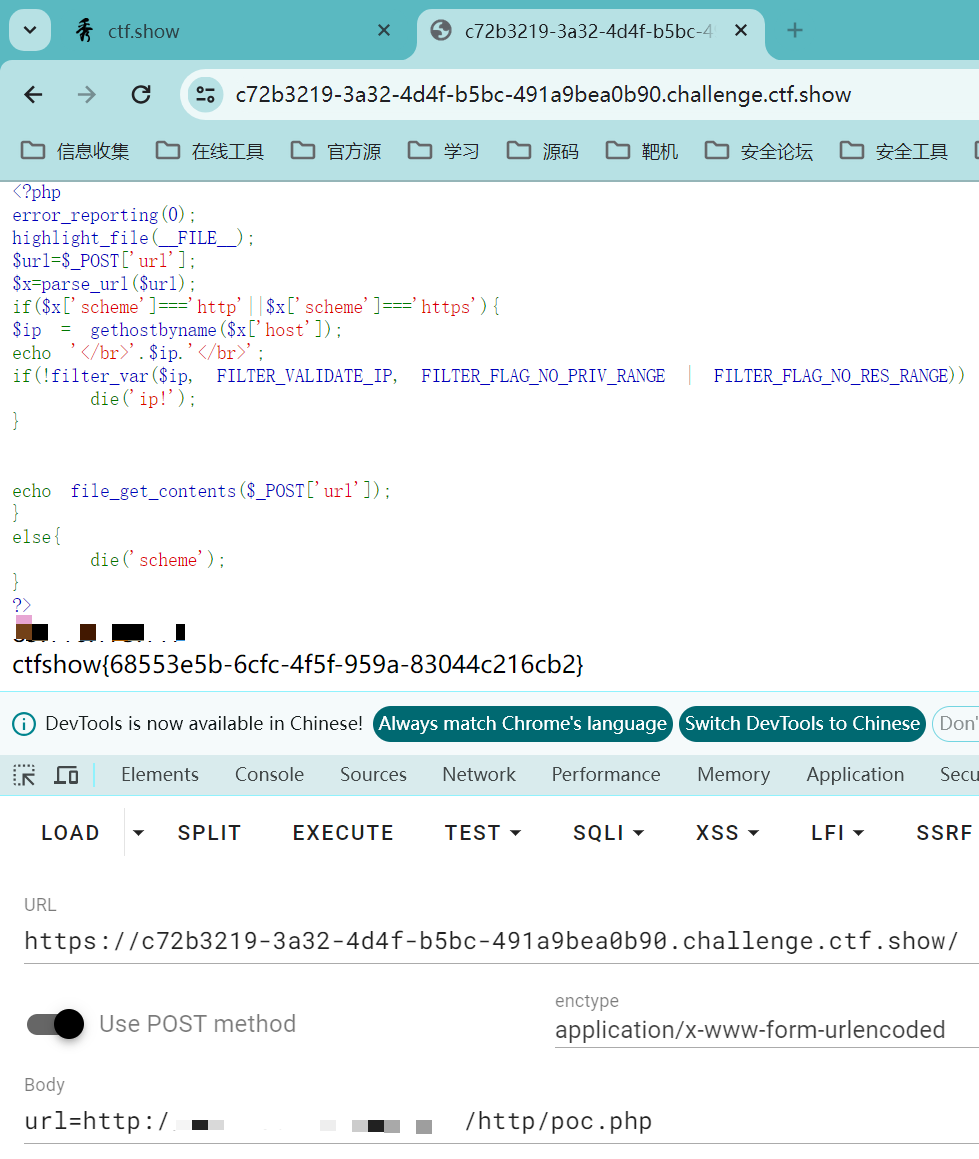 ctf.show
c72b3219-3a32-4d4f-b5bc-49
c72b3219-3a32-4d4f-b5bc-491a9bea0b90.challenge.ctf.show
信息收集 在线工具 官方源 学习 源码 靶机 安全论坛 安全工具
<?php
error_reporting(0);
highlight_file(__FILE__);
$url=$_POST['url'];
$x=parse_url($url);
if($x['scheme']==='http'||$x['scheme']==='https'){
$ip = gethostbyname($x['host']);
echo '</br>'.$ip.'</br>';
if(!filter_var($ip, FILTER_VALIDATE_IP, FILTER_FLAG_NO_PRIV_RANGE | FILTER_FLAG_NO_RES_RANGE))
die('ip!');
}
echo file_get_contents($_POST['url']);
}
else{
die('scheme');
}
?>
ctfshow{68553e5b-6cfc-4f5f-959a-83044c216cb2}
DevTools is now available in Chinese! Always match Chrome's language Switch DevTools to Chinese Don'
Elements Console Sources Network Performance Memory Application Secu
LOAD SPLIT EXECUTE TEST SQLI XSS LFI SSRF
URL
https://c72b3219-3a32-4d4f-b5bc-491a9bea0b90.challenge.ctf.show/
Use POST method
enctype
application/x-www-form-urlencoded
Body
url=http:/ /http/poc.php